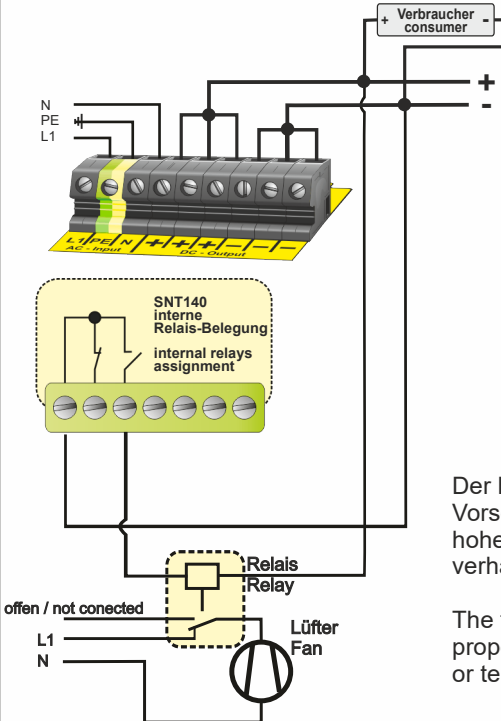 + Verbraucher -
consumer
+
-
N
PE
L1
L1 PE N + + + - - -
AC - Input DC - Output
SNT140
interne
Relais-Belegung
internal relays
assignment
Der
Vors
hohe
verha
The
prop
or te
Relais
Relay
offen / not conected
L1
N
Lüfter
Fan